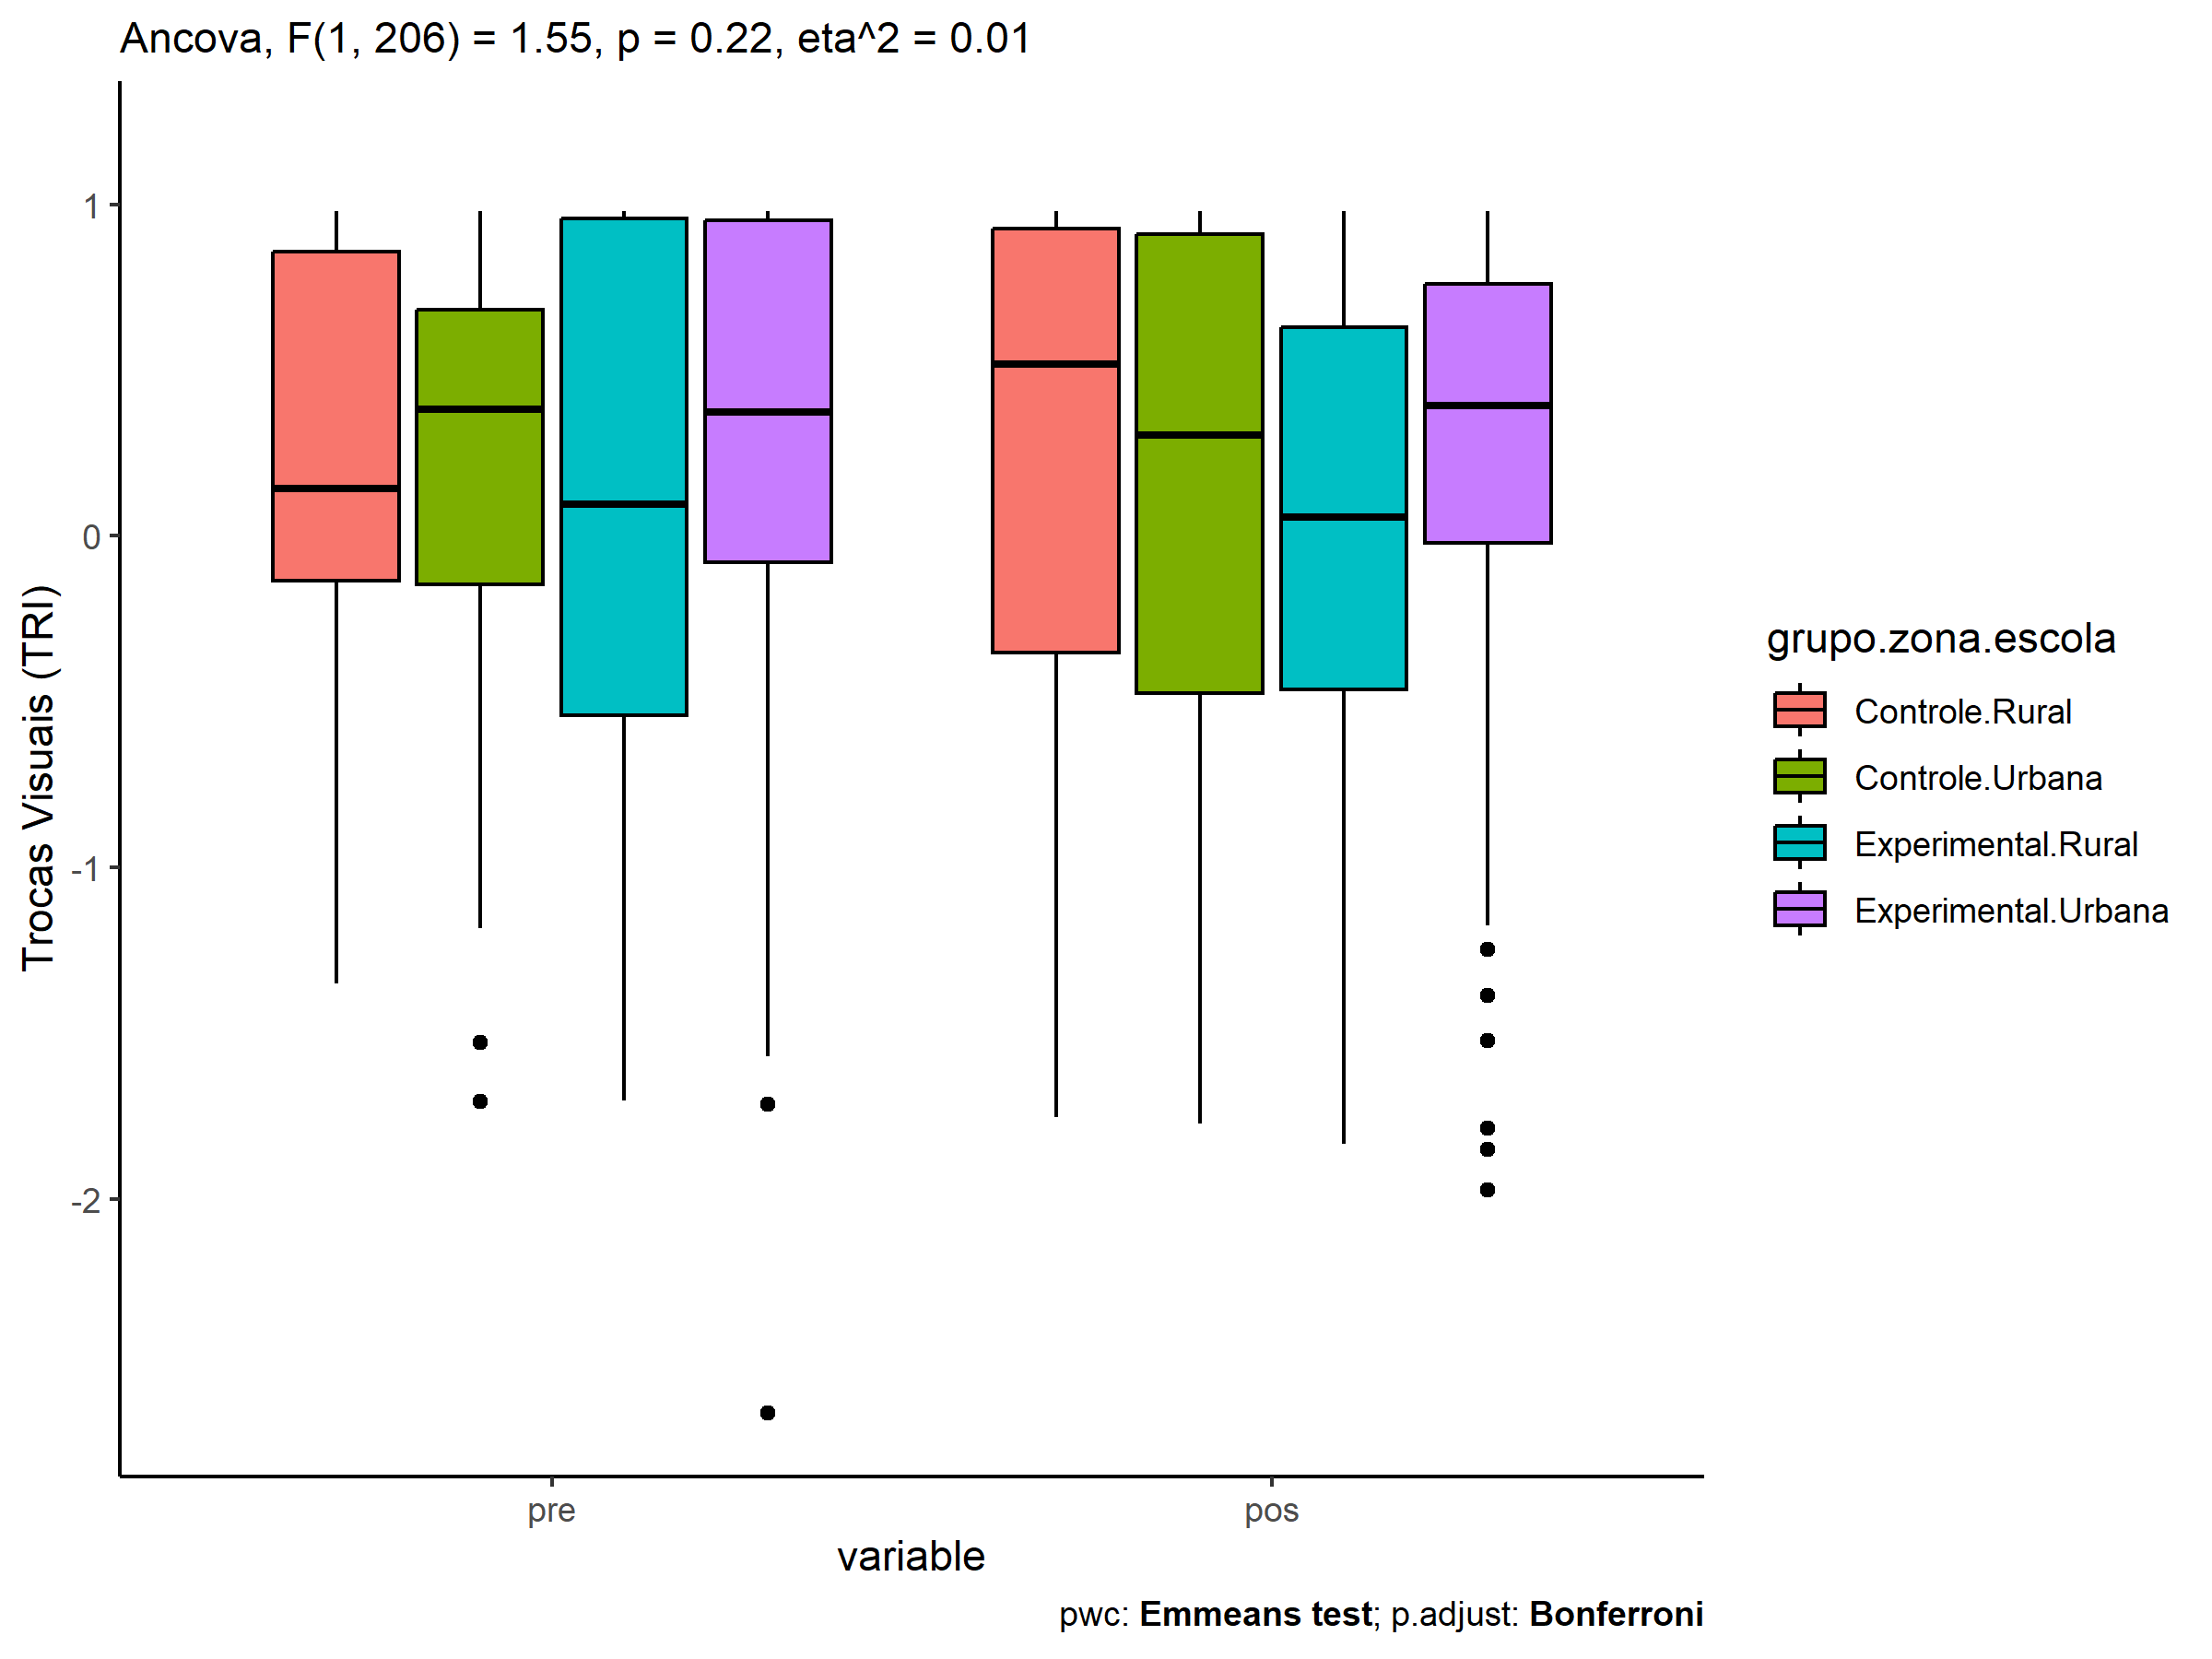 Ancova, F(1, 206) = 1.55, p = 0.22, eta^2 = 0.01
Trocas Visuais (TRI)
1
0
-1
-2
pre
pos
variable
grupo.zona.escola
Controle.Rural
Controle.Urbana
Experimental.Rural
Experimental.Urbana
pwc: Emmeans test; p.adjust: Bonferroni